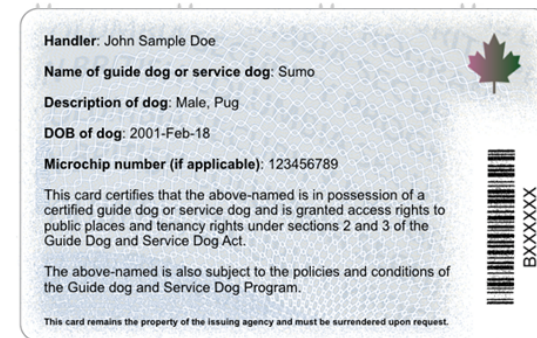 Handler: John Sample Doe
Name of guide dog or service dog: Sumo
Description of dog: Male, Pug
DOB of dog: 2001-Feb-18
Microchip number (if applicable): 123456789
This card certifies that the above-named is in possession of a
certified guide dog or service dog and is granted access rights to
public places and tenancy rights under sections 2 and 3 of the
Guide Dog and Service Dog Act.
The above-named is also subject to the policies and conditions of
the Guide dog and Service Dog Program.
This card remains the property of the issuing agency and must be surrendered upon request.
BXXXXXX